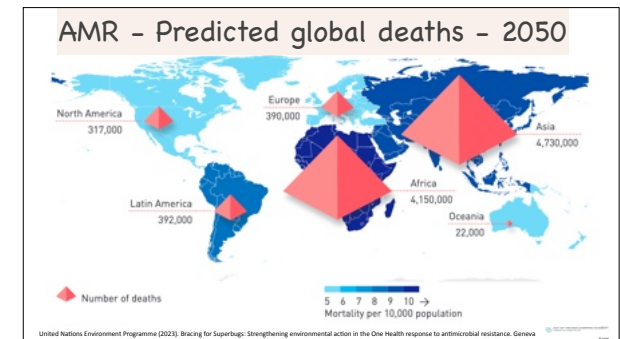 AMR - Predicted global deaths - 2050
North America
317,000
Europe
390,000
Asia
4,730,000
Latin America
392,000
Africa
4,150,000
Oceania
22,000
Number of deaths
5 6 7 8 9 10 →
Mortality per 10,000 population
United Nations Environment Programme (2023). Bracing for Superbugs: Strengthening environmental action in the One Health response to antimicrobial resistance. Geneva